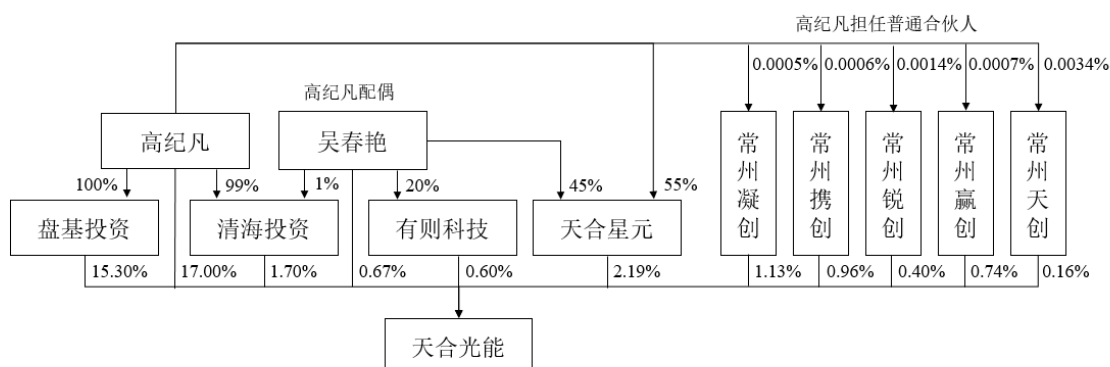 高纪凡担任普通合伙人
0.0005%
0.0006%
0.0014%
0.0007%
0.0034%
高纪凡配偶
高纪凡
吴春艳
常州凝创
常州携创
常州锐创
常州赢创
常州天创
100%
99%
1%
20%
45%
55%
盘基投资
清海投资
有则科技
天合星元
15.30%
17.00%
1.70%
0.67%
0.60%
2.19%
1.13%
0.96%
0.40%
0.74%
0.16%
天合光能